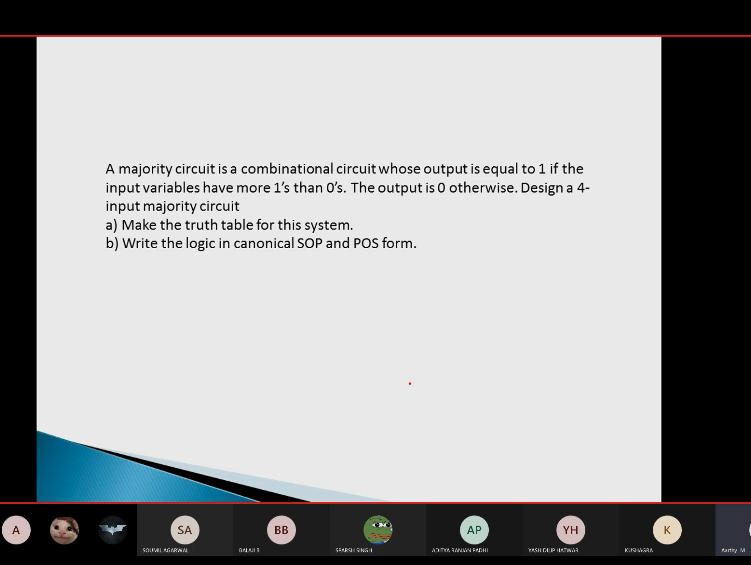 A majority circuit is a combinational circuit whose output is equal to 1 if the
input variables have more 1's than 0's. The output is 0 otherwise. Design a 4-
input majority circuit
a) Make the truth table for this system.
b) Write the logic in canonical SOP and POS form.
A
SA
BB
AP
YH
K
SOUMIL AGARWAL
BALAJI B
SPARSH SINGH
ADITYA RANJAN PADHI
YASH DILIP HATWAR
KUSHAGRA
Aarthy M